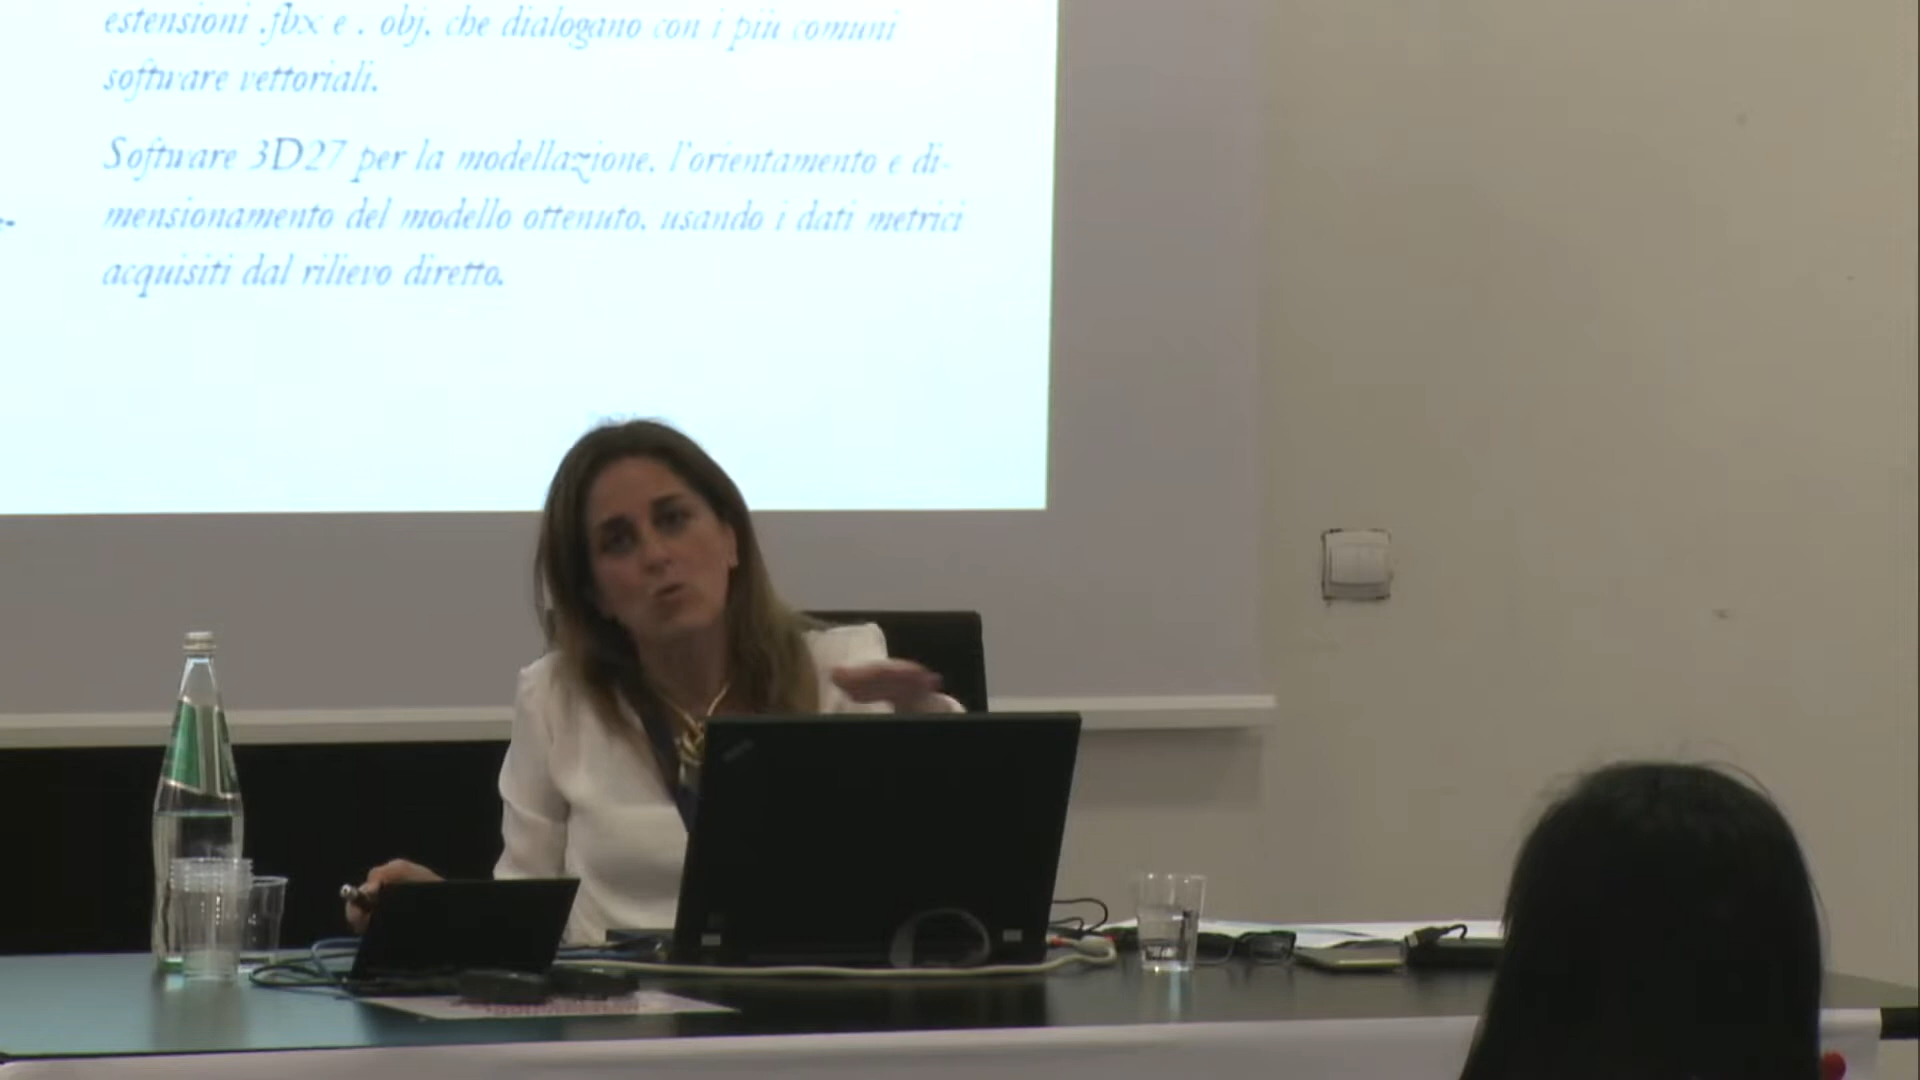 estensioni .fbx e . obj. che dialogano con i più comuni
software vettoriali.
Software 3D27 per la modellazione, l'orientamento e di-
mensionamento del modello ottenuto, usando i dati metrici
acquisiti dal rilievo diretto.